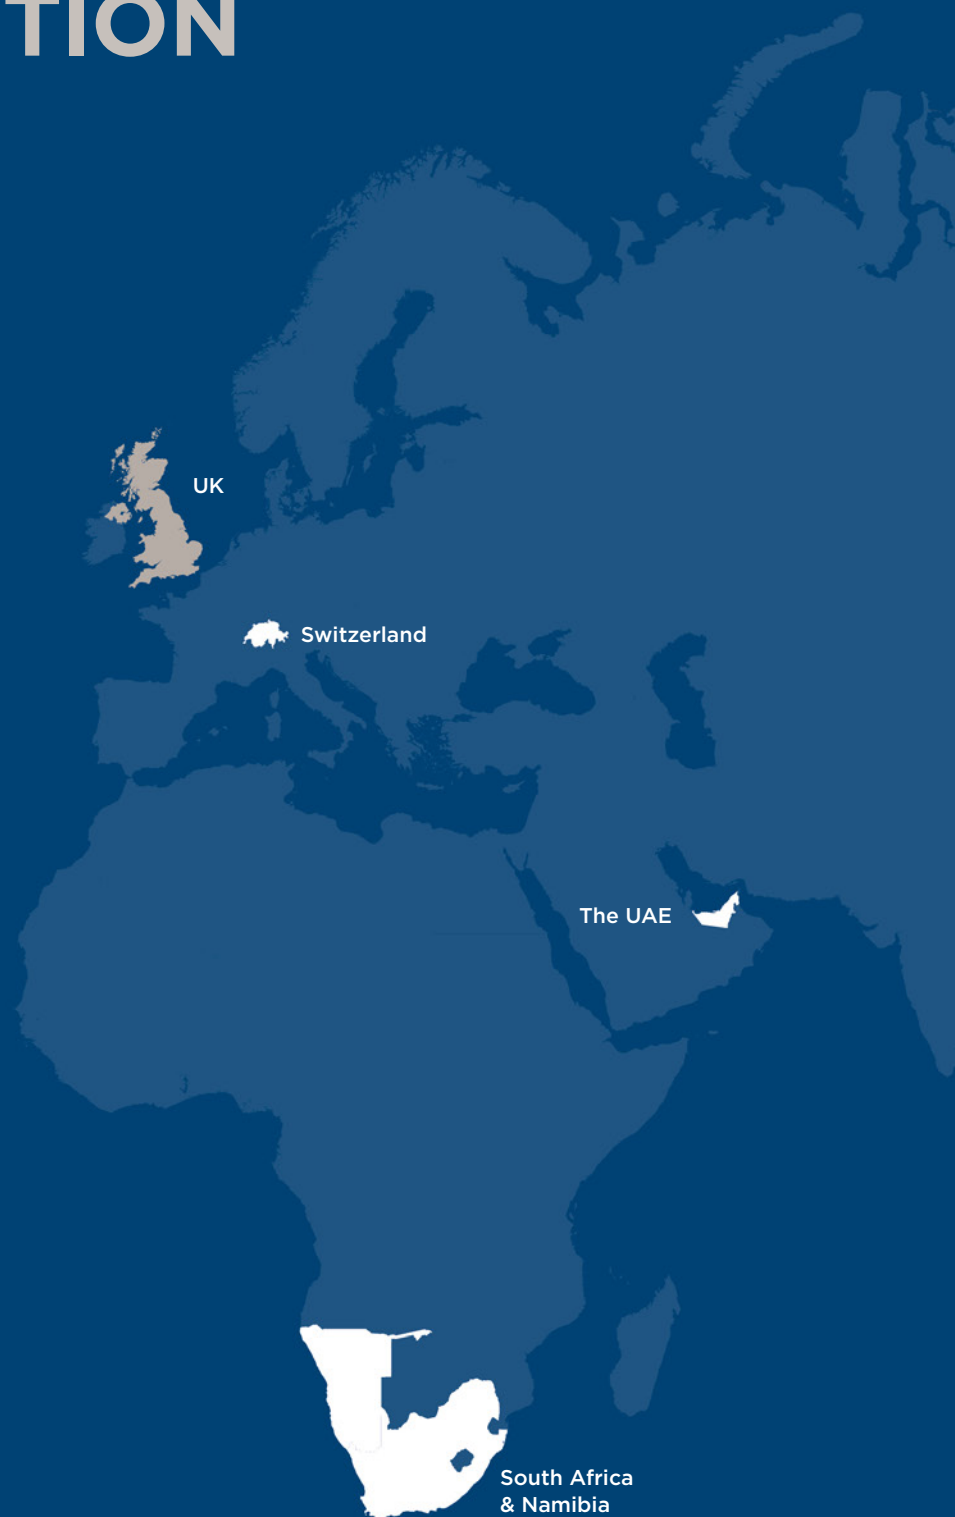 TION
UK
Switzerland
The UAE
South Africa
& Namibia